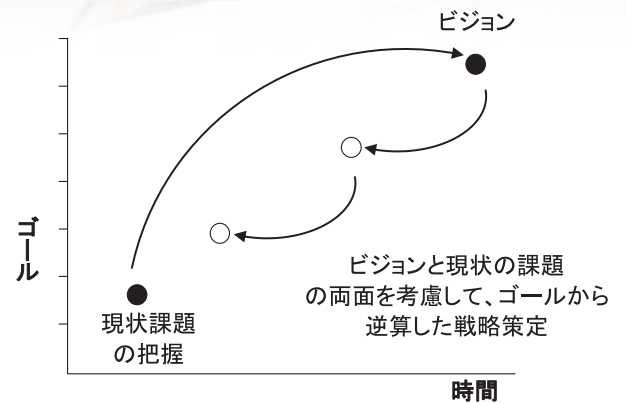 ビジョン
ゴール
ビジョンと現状の課題
の両面を考慮して、ゴールから
逆算した戦略策定
現状課題
の把握
時間